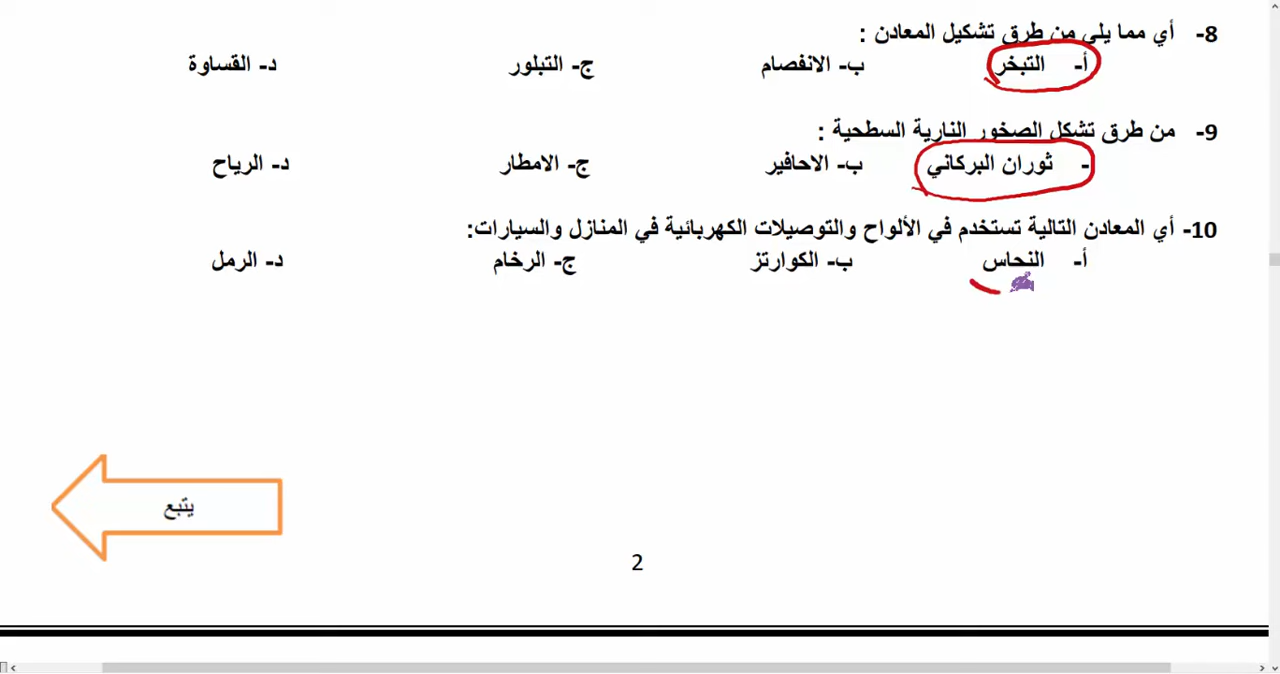 8- أي مما يلي من طرق تشكيل المعادن :
أ- التبخر ب- الانفصام ج- التبلور د- القساوة
9- من طرق تشكل الصخور النارية السطحية :
- ثوران البركاني ب- الاحافير ج- الامطار د- الرياح
10- أي المعادن التالية تستخدم في الألواح والتوصيلات الكهربائية في المنازل والسيارات:
أ- النحاس ب- الكوارتز ج- الرخام د- الرمل
يتبع
2